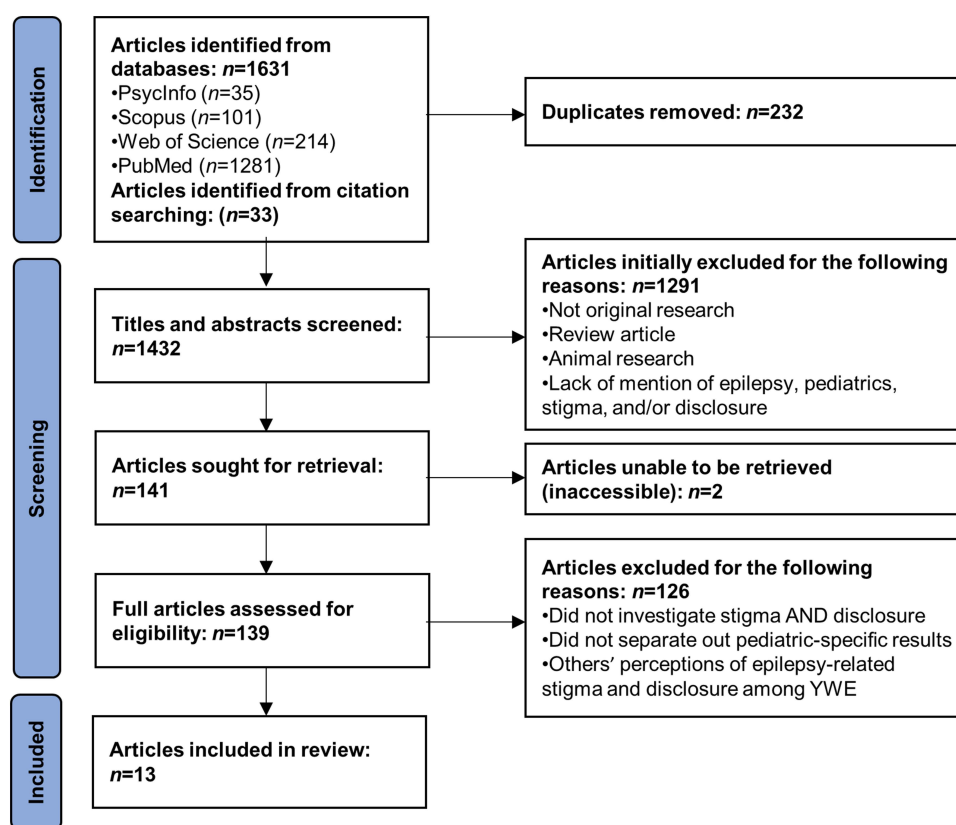 Identification
Articles identified from
databases: n=1631
•PsycInfo (n=35)
•Scopus (n=101)
•Web of Science (n=214)
•PubMed (n=1281)
Articles identified from citation
searching: (n=33)
Duplicates removed: n=232
Screening
Titles and abstracts screened:
n=1432
Articles initially excluded for the following
reasons: n=1291
•Not original research
•Review article
•Animal research
•Lack of mention of epilepsy, pediatrics,
stigma, and/or disclosure
Articles sought for retrieval:
n=141
Articles unable to be retrieved
(inaccessible): n=2
Full articles assessed for
eligibility: n=139
Articles excluded for the following
reasons: n=126
•Did not investigate stigma AND disclosure
•Did not separate out pediatric-specific results
•Others’ perceptions of epilepsy-related
stigma and disclosure among YWE
Included
Articles included in review:
n=13